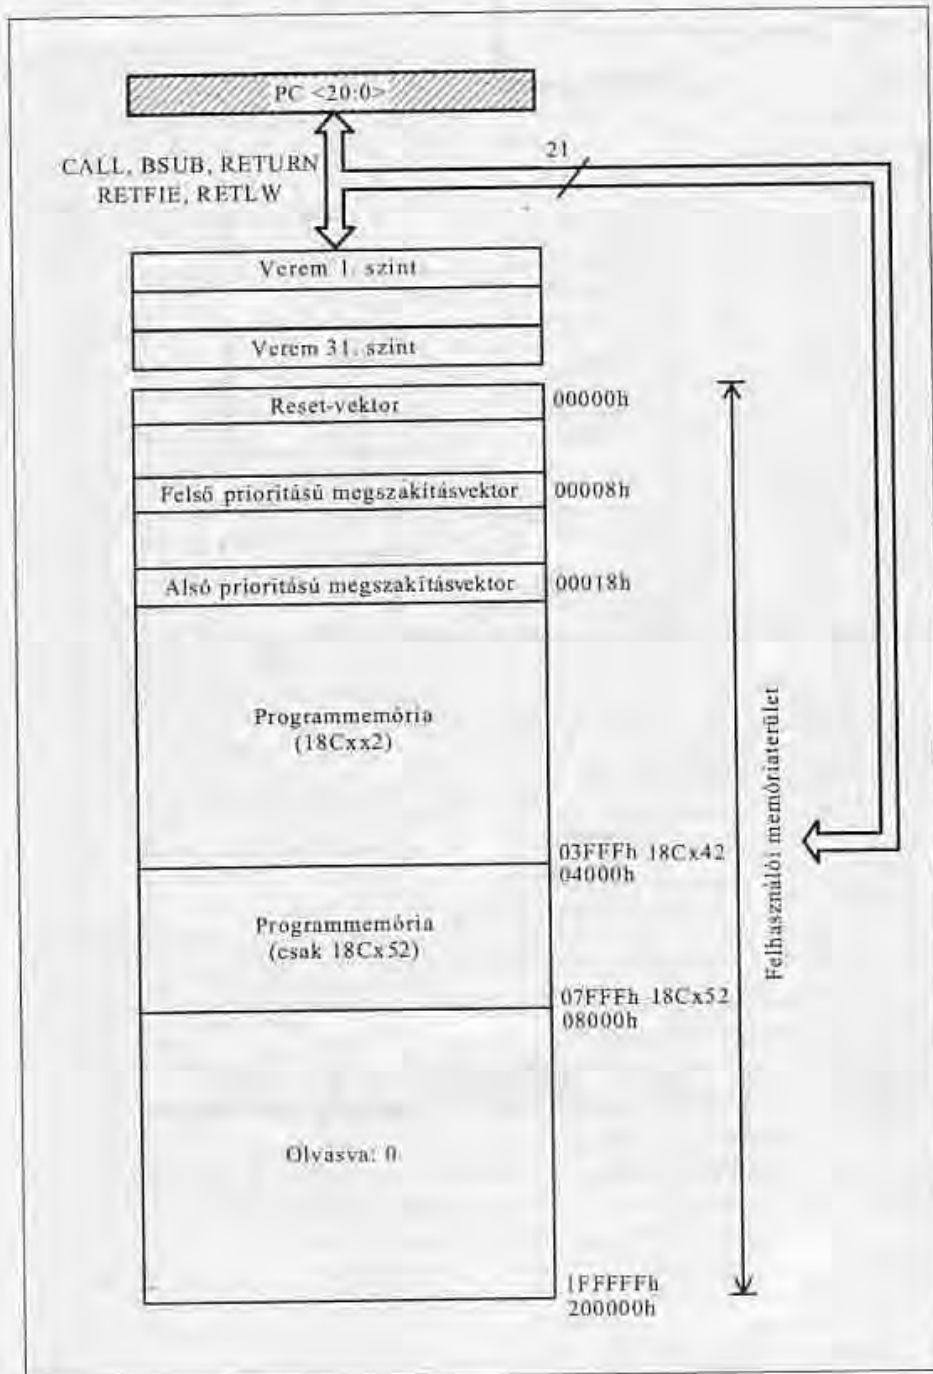 PC <20:0>
CALL, BSUB, RETURN
RETFIE, RETLW
21
Verem 1. szint
Verem 31. szint
Reset-vektor
00000h
Felső prioritású megszakításvektor
00008h
Alsó prioritású megszakításvektor
00018h
Programmemória
(18Cxx2)
03FFFh 18Cx42
04000h
Programmemória
(csak 18Cx52)
07FFFh 18Cx52
08000h
Olvasva: 0
1FFFFFh
200000h
Felhasználói memóriaterület